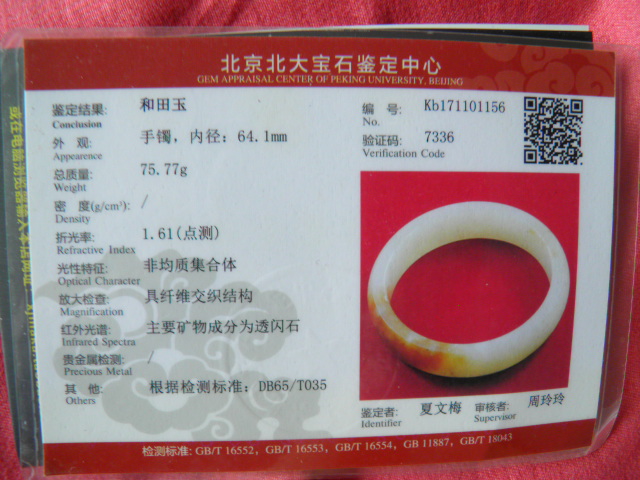 北京北大宝石鉴定中心
GEM APPRAISAL CENTER OF PEKING UNIVERSITY, BEIJING
鉴定结果: 和田玉
Conclusion
外 观: 手镯,内径:64.1mm
Appearence
总质量: 75.77g
Weight
密 度(g/cm³): /
Density
折光率: 1.61(点测)
Refractive Index
光性特征: 非均质集合体
Optical Character
放大检查: 具纤维交织结构
Magnification
红外光谱: 主要矿物成分为透闪石
Infrared Spectra
贵金属检测: /
Precious Metal
其 他: 根据检测标准:DB65/T035
Others
编 号: Kb171101156
No.
验证码: 7336
Verification Code
鉴定者: 夏文梅 审核者: 周玲玲
Identifier Supervisor
检测标准: GB/T 16552, GB/T 16553, GB/T 16554, GB 11887, GB/T 18043